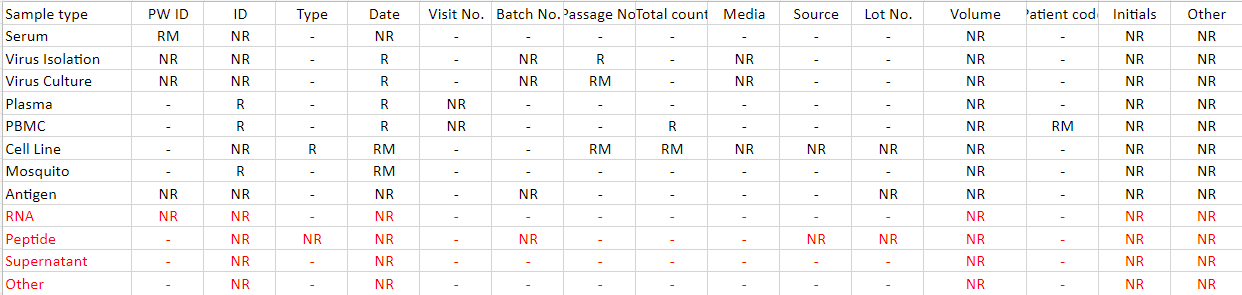 Sample type PW ID ID Type Date Visit No. Batch No. Passage No Total count Media Source Lot No. Volume Patient cod Initials Other
Serum RM NR - NR - - - - - - - NR - NR NR
Virus Isolation NR NR - R - NR R - NR - - NR - NR NR
Virus Culture NR NR - R - NR RM - NR - - NR - NR NR
Plasma - R - R NR - - - - - - NR - NR NR
PBMC - R - R NR - - R - - - NR RM NR NR
Cell Line - NR R RM - - RM RM NR NR NR NR - NR NR
Mosquito - R - RM - - - - - - - NR - NR NR
Antigen NR NR - NR - NR - - - - NR NR - NR NR
RNA NR NR - NR - - - - - - - NR - NR NR
Peptide - NR NR NR - NR - - - NR NR NR - NR NR
Supernatant - NR - NR - - - - - - - NR - NR NR
Other - NR - NR - - - - - - - NR - NR NR